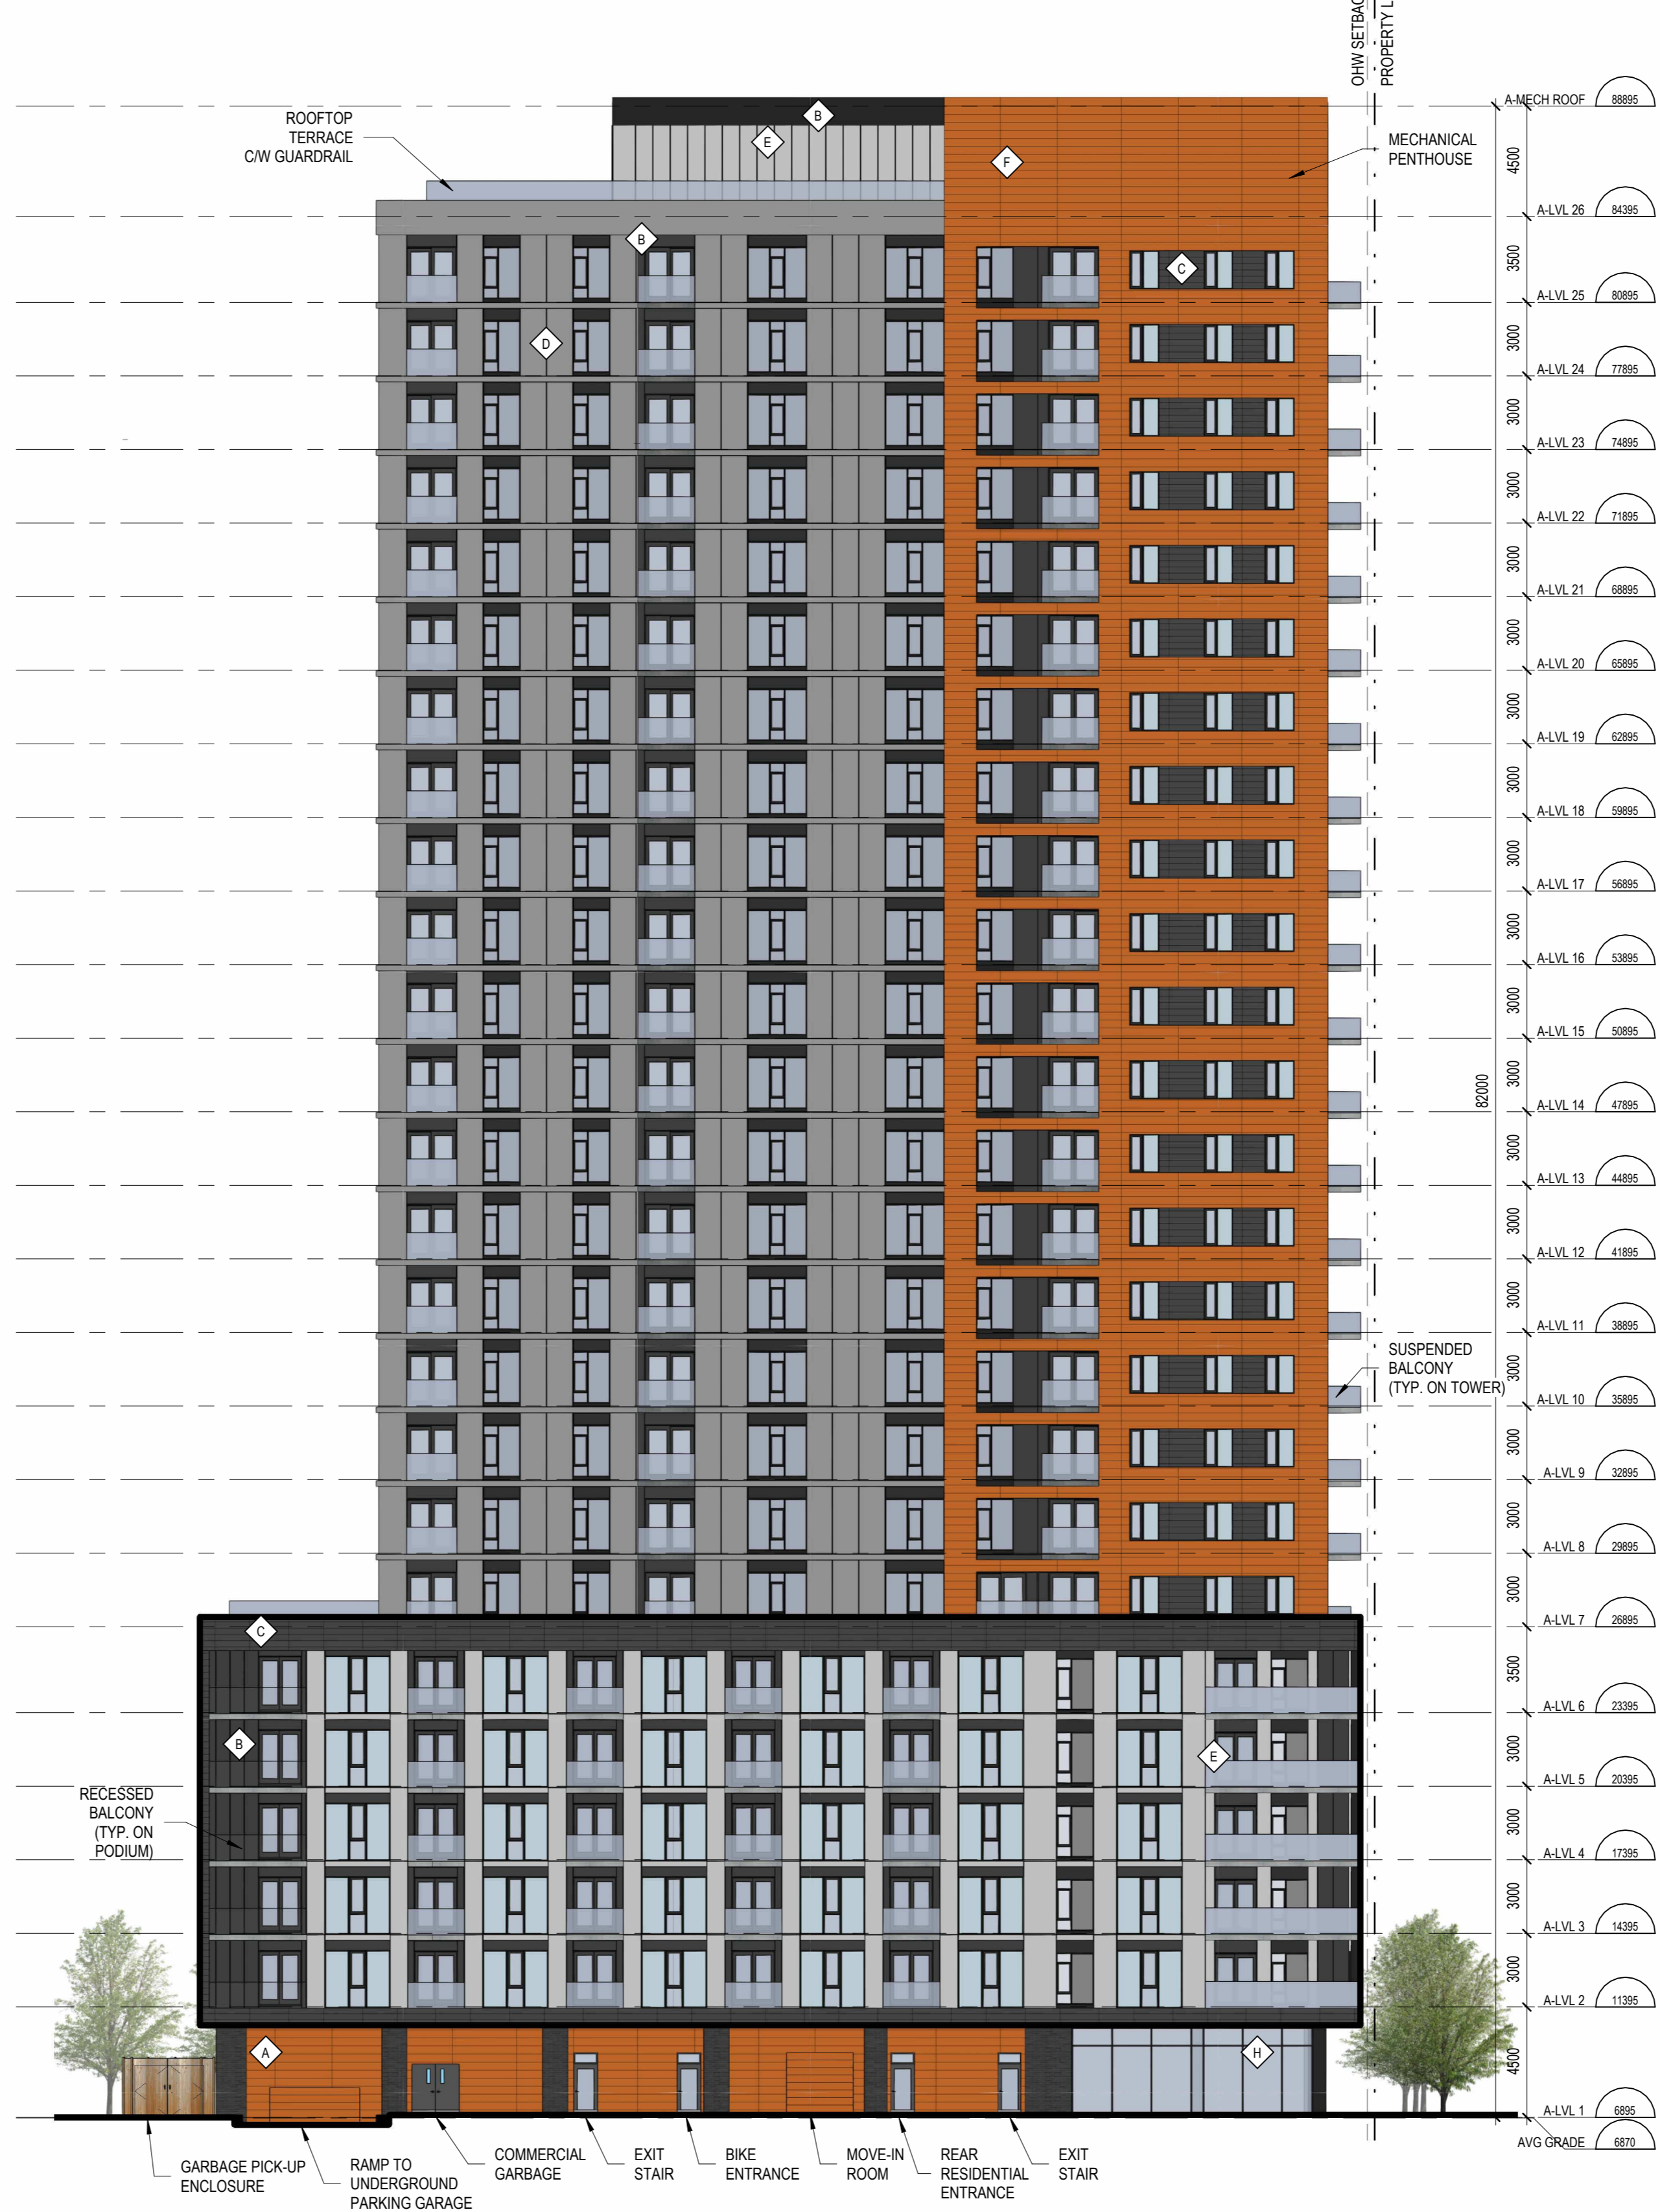 OHW SETBAC
PROPERTY L
ROOFTOP
TERRACE
C/W GUARDRAIL
B
E
F
MECHANICAL
PENTHOUSE
A-MECH ROOF 88895
4500
A-LVL 26 84395
B
C
3500
A-LVL 25 80895
D
3000
A-LVL 24 77895
3000
A-LVL 23 74895
3000
A-LVL 22 71895
3000
A-LVL 21 68895
3000
A-LVL 20 65895
3000
A-LVL 19 62895
3000
A-LVL 18 59895
3000
A-LVL 17 56895
3000
A-LVL 16 53895
3000
A-LVL 15 50895
82000
3000
A-LVL 14 47895
3000
A-LVL 13 44895
3000
A-LVL 12 41895
3000
A-LVL 11 38895
SUSPENDED
BALCONY
(TYP. ON TOWER)
3000
A-LVL 10 35895
3000
A-LVL 9 32895
3000
A-LVL 8 29895
3000
A-LVL 7 26895
C
3500
A-LVL 6 23395
B
E
3000
A-LVL 5 20395
RECESSED
BALCONY
(TYP. ON
PODIUM)
3000
A-LVL 4 17395
3000
A-LVL 3 14395
3000
A-LVL 2 11395
A
H
4500
A-LVL 1 6895
AVG GRADE 6870
GARBAGE PICK-UP
ENCLOSURE
RAMP TO
UNDERGROUND
PARKING GARAGE
COMMERCIAL
GARBAGE
EXIT
STAIR
BIKE
ENTRANCE
MOVE-IN
ROOM
REAR
RESIDENTIAL
ENTRANCE
EXIT
STAIR